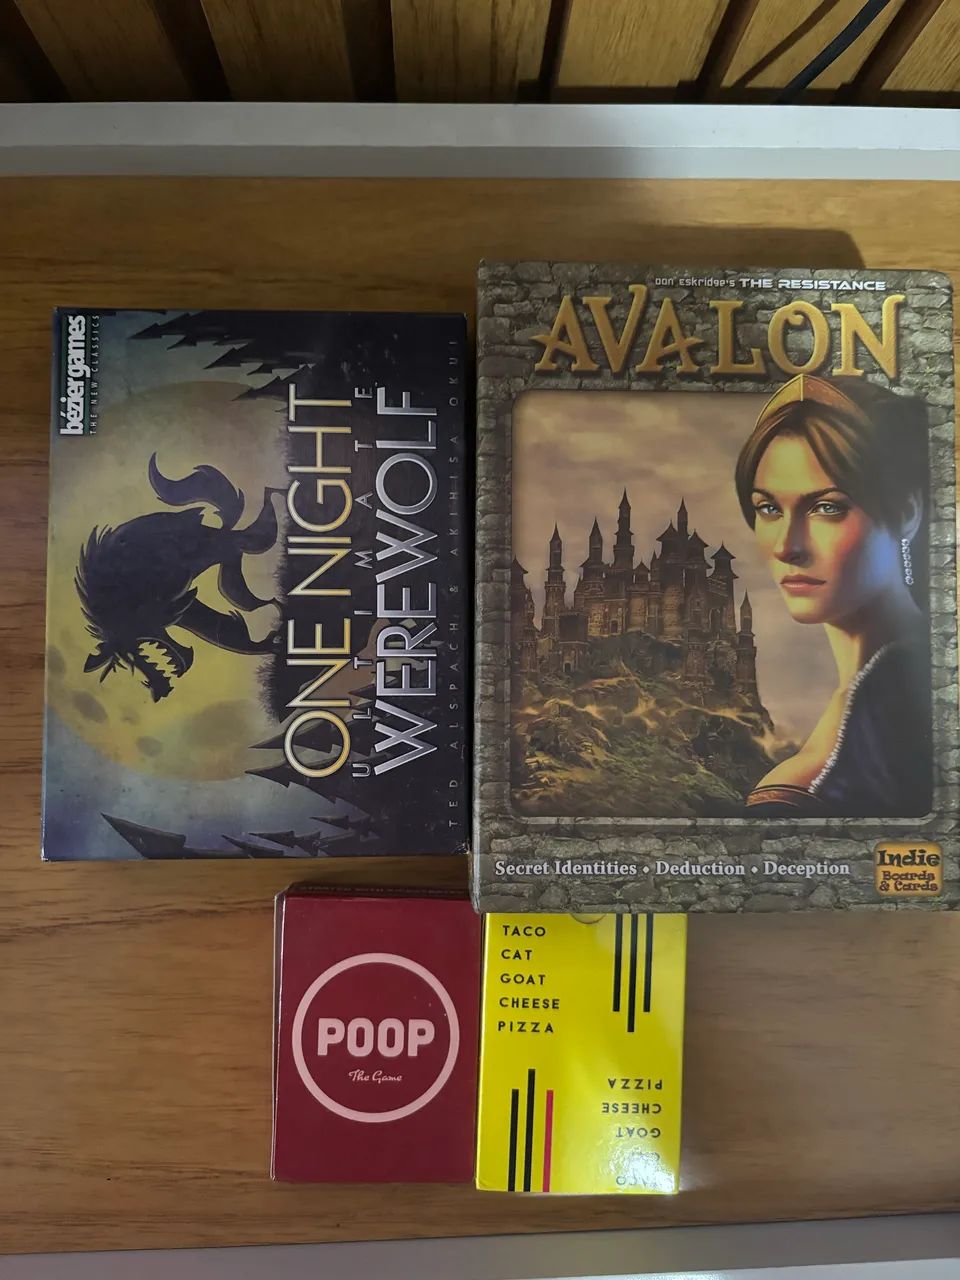 bézier games
THE NEW CLASSICS
ONE NIGHT
ULTIMATE
WEREWOLF
TED ALSPACH & AKIHISA OKUI
Don Eskridge's THE RESISTANCE
AVALON
Secret Identities • Deduction • Deception
Indie
Boards
& Cards
POOP
The Game
TACO
CAT
GOAT
CHEESE
PIZZA
PIZZA
CHEESE
GOAT